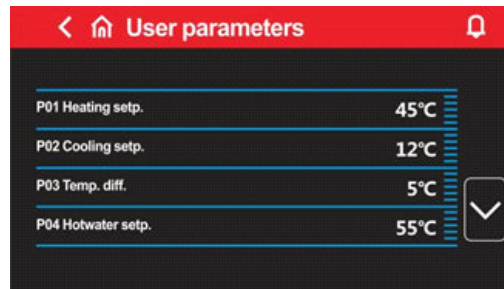 User parameters
P01 Heating setp. 45℃
P02 Cooling setp. 12℃
P03 Temp. diff. 5℃
P04 Hotwater setp. 55℃